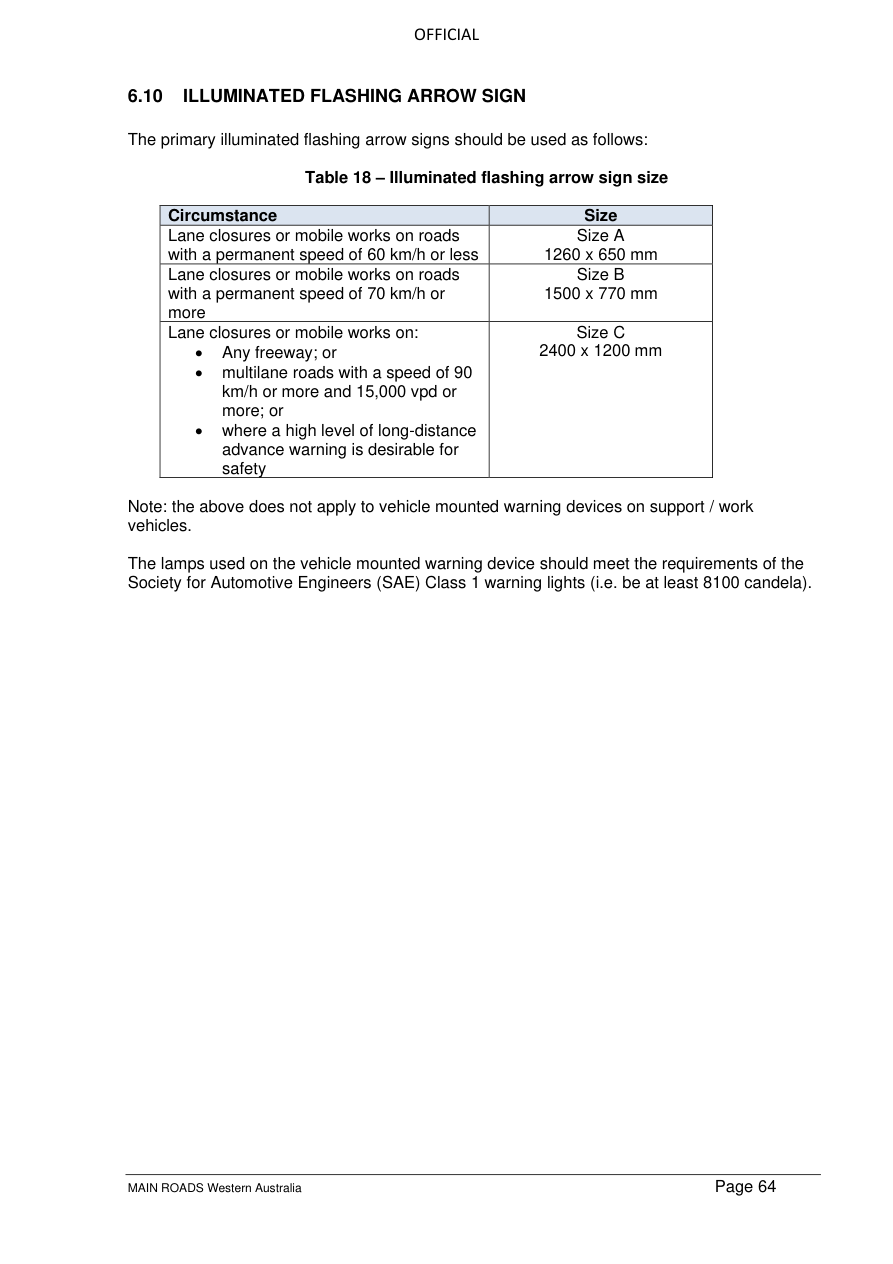 OFFICIAL
6.10 ILLUMINATED FLASHING ARROW SIGN
The primary illuminated flashing arrow signs should be used as follows:
Table 18 – Illuminated flashing arrow sign size
Circumstance Size
Lane closures or mobile works on roads
with a permanent speed of 60 km/h or less
Size A
1260 x 650 mm
Lane closures or mobile works on roads
with a permanent speed of 70 km/h or
more
Size B
1500 x 770 mm
Lane closures or mobile works on:
• Any freeway; or
• multilane roads with a speed of 90
km/h or more and 15,000 vpd or
more; or
• where a high level of long-distance
advance warning is desirable for
safety
Size C
2400 x 1200 mm
Note: the above does not apply to vehicle mounted warning devices on support / work
vehicles.
The lamps used on the vehicle mounted warning device should meet the requirements of the
Society for Automotive Engineers (SAE) Class 1 warning lights (i.e. be at least 8100 candela).
MAIN ROADS Western Australia Page 64